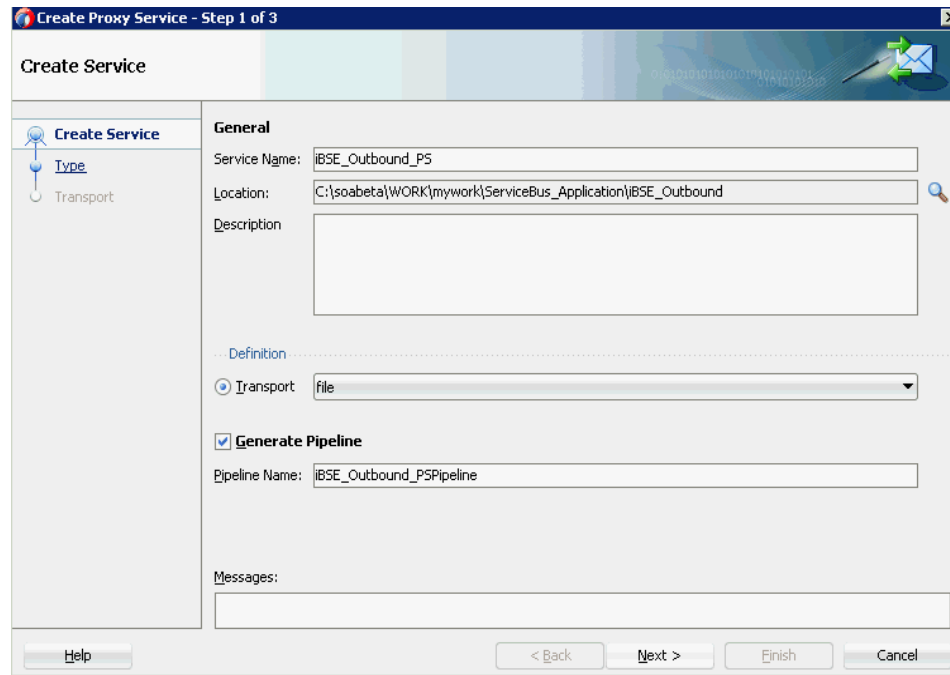 Create Proxy Service - Step 1 of 3
Create Service
Create Service
Type
Transport
General
Service Name: iBSE_Outbound_PS
Location: C:\soabeta\WORK\mywork\ServiceBus_Application\iBSE_Outbound
Description
Definition
Transport file
Generate Pipeline
Pipeline Name: iBSE_Outbound_PSPipeline
Messages:
Help < Back Next > Finish Cancel